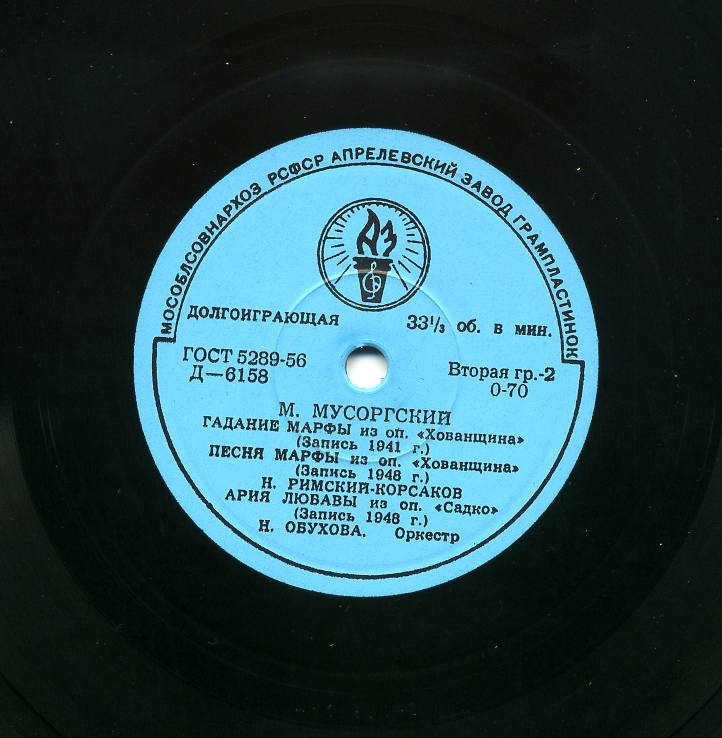 МОСОБЛСОВНАРХОЗ РСФСР АПРЕЛЕВСКИЙ ЗАВОД ГРАМПЛАСТИНОК
АЗ
ДОЛГОИГРАЮЩАЯ 33⅓ об. в мин.
ГОСТ 5289-56 Вторая гр.-2
Д—6158 0-70
М. МУСОРГСКИЙ
ГАДАНИЕ МАРФЫ из оп. «Хованщина»
(Запись 1941 г.)
ПЕСНЯ МАРФЫ из оп. «Хованщина»
(Запись 1948 г.)
Н. РИМСКИЙ-КОРСАКОВ
АРИЯ ЛЮБАВЫ из оп. «Садко»
(Запись 1948 г.)
Н. ОБУХОВА. Оркестр